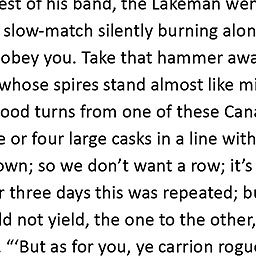 est of his band, the Lakeman wen
slow-match silently burning alon
obey you. Take that hammer awa
whose spires stand almost like mi
ood turns from one of these Cana
e or four large casks in a line with
own; so we don’t want a row; it’s
r three days this was repeated; bu
ld not yield, the one to the other,
“‘But as for you, ye carrion rogu